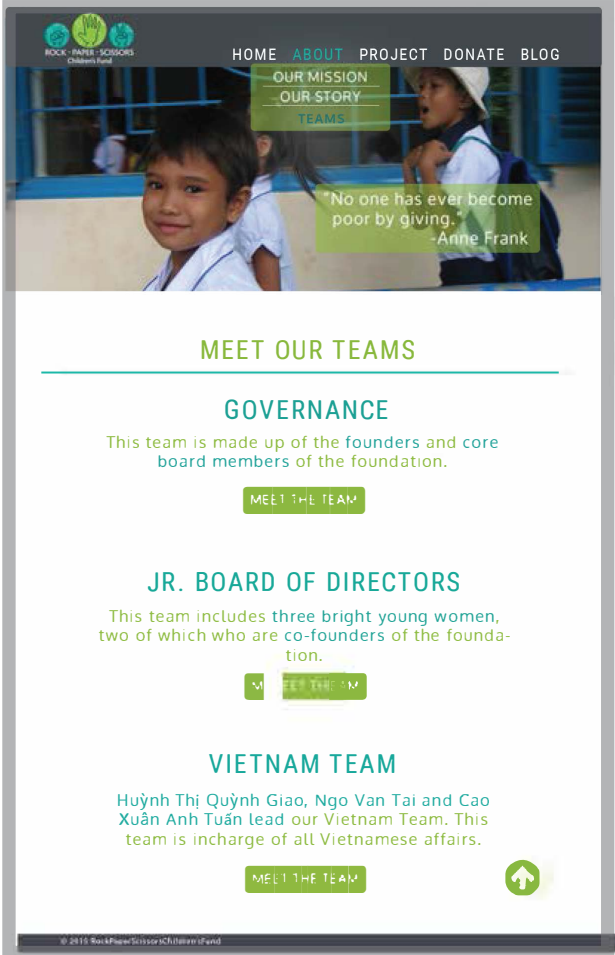 ROCK · PAPER · SCISSORS
Children's Fund
HOME ABOUT PROJECT DONATE BLOG
OUR MISSION
OUR STORY
TEAMS
"No one has ever become
poor by giving."
-Anne Frank
MEET OUR TEAMS
GOVERNANCE
This team is made up of the founders and core
board members of the foundation.
MEET THE TEAM
JR. BOARD OF DIRECTORS
This team includes three bright young women,
two of which who are co-founders of the founda-
tion.
MEET THE
VIETNAM TEAM
Huỳnh Thị Quỳnh Giao, Ngo Van Tai and Cao
Xuân Anh Tuấn lead our Vietnam Team. This
team is incharge of all Vietnamese affairs.
MEET THE TEAM
RockPaperScissorsChildrensFund